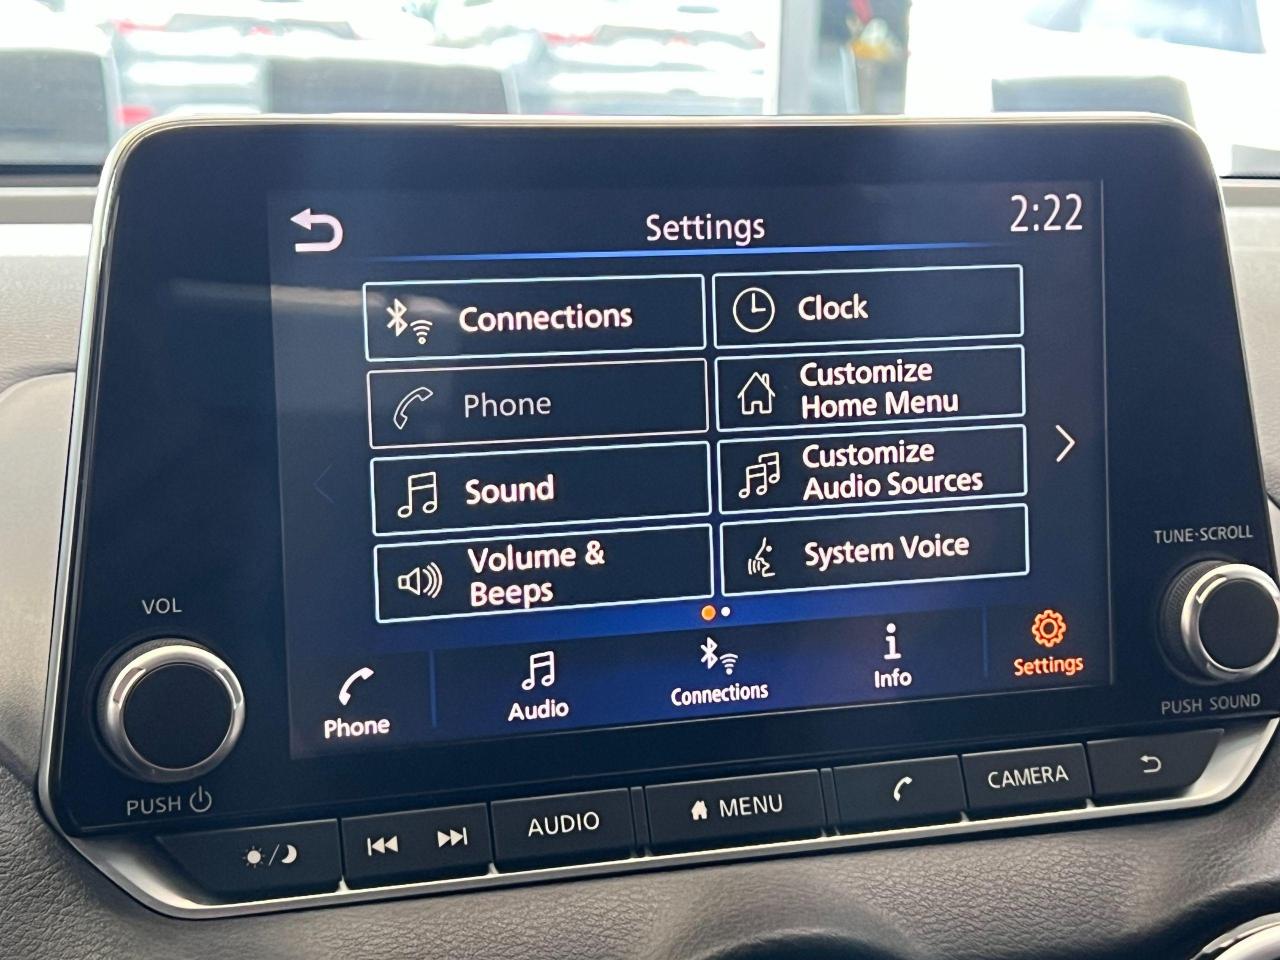 Settings
2:22
Connections
Clock
Phone
Customize
Home Menu
Sound
Customize
Audio Sources
Volume &
Beeps
System Voice
Phone
Audio
Connections
Info
Settings
VOL
PUSH
TUNE·SCROLL
PUSH SOUND
AUDIO
MENU
CAMERA